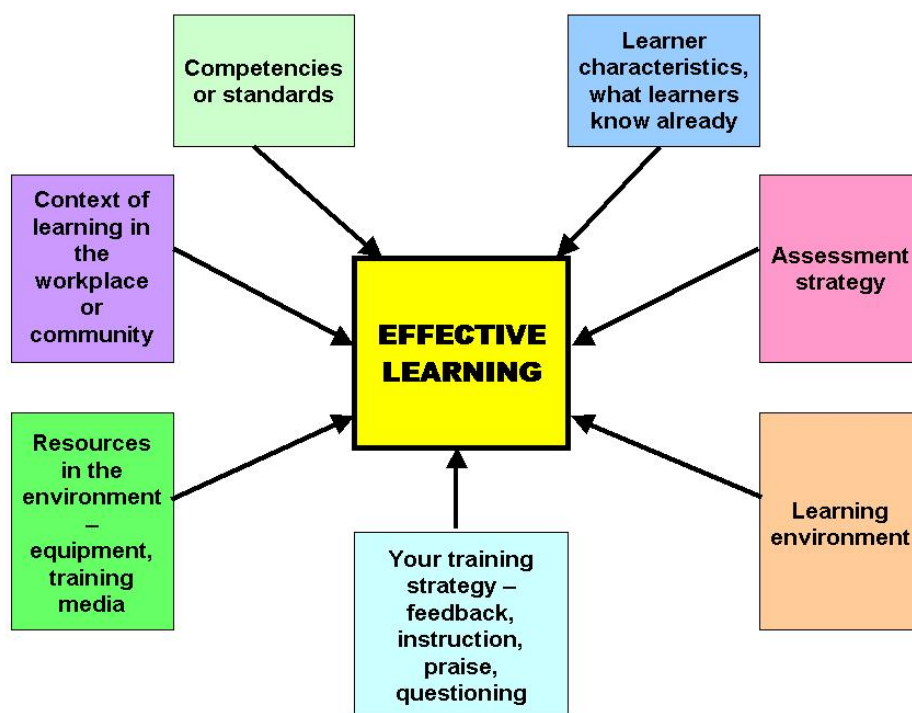 Competencies
or standards
Learner
characteristics,
what learners
know already
Context of
learning in
the
workplace
or
community
EFFECTIVE
LEARNING
Assessment
strategy
Resources
in the
environment
–
equipment,
training
media
Your training
strategy –
feedback,
instruction,
praise,
questioning
Learning
environment